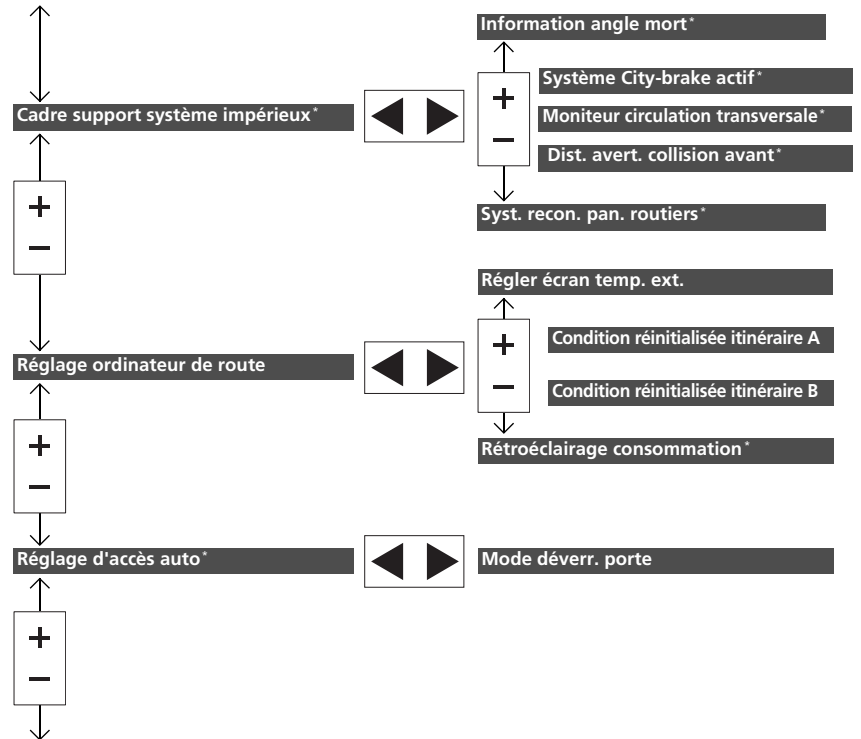 Information angle mort*
Système City-brake actif*
Cadre support système impérieux*
Moniteur circulation transversale*
Dist. avert. collision avant*
Syst. recon. pan. routiers*
Régler écran temp. ext.
Condition réinitialisée itinéraire A
Réglage ordinateur de route
Condition réinitialisée itinéraire B
Rétroéclairage consommation*
Réglage d'accès auto*
Mode déverr. porte